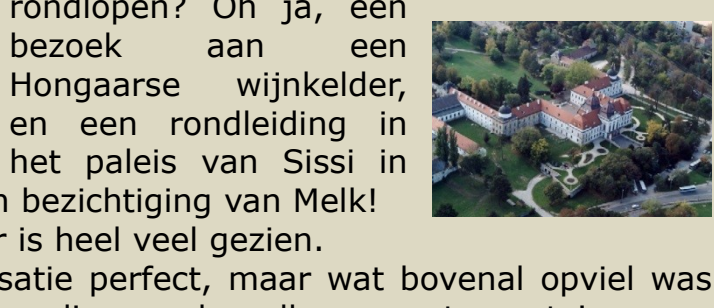 rondlopen? Oh ja, een
bezoek aan een
Hongaarse wijnkelder,
en een rondleiding in
het paleis van Sissi in
bezichtiging van Melk!
is heel veel gezien.
perfect, maar wat bovenal opviel was